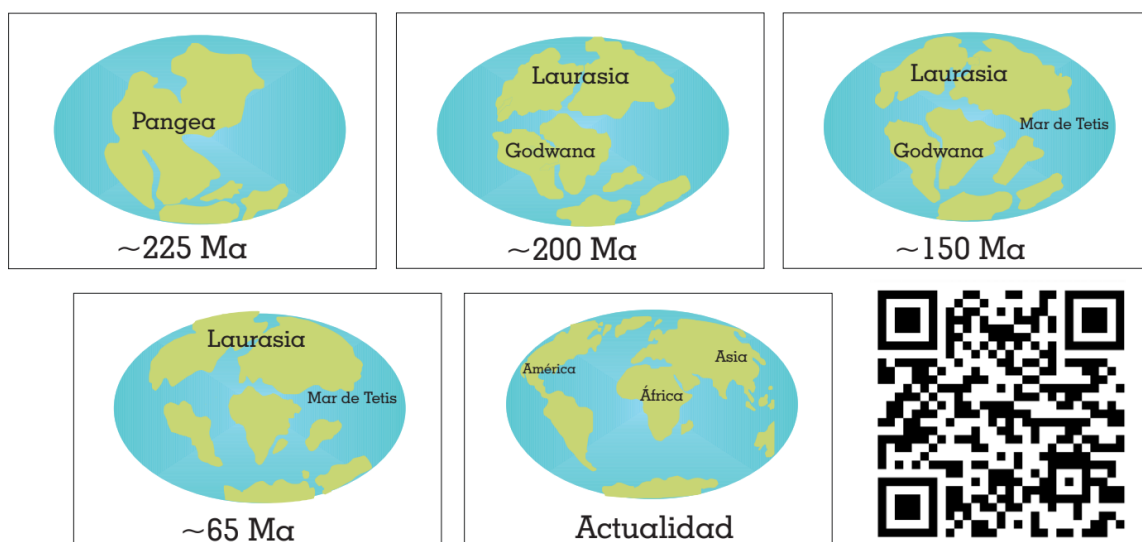 Pangea
~225 Ma
Laurasia
Godwana
~200 Ma
Laurasia
Mar de Tetis
Godwana
~150 Ma
Laurasia
Mar de Tetis
~65 Ma
América
Asia
África
Actualidad